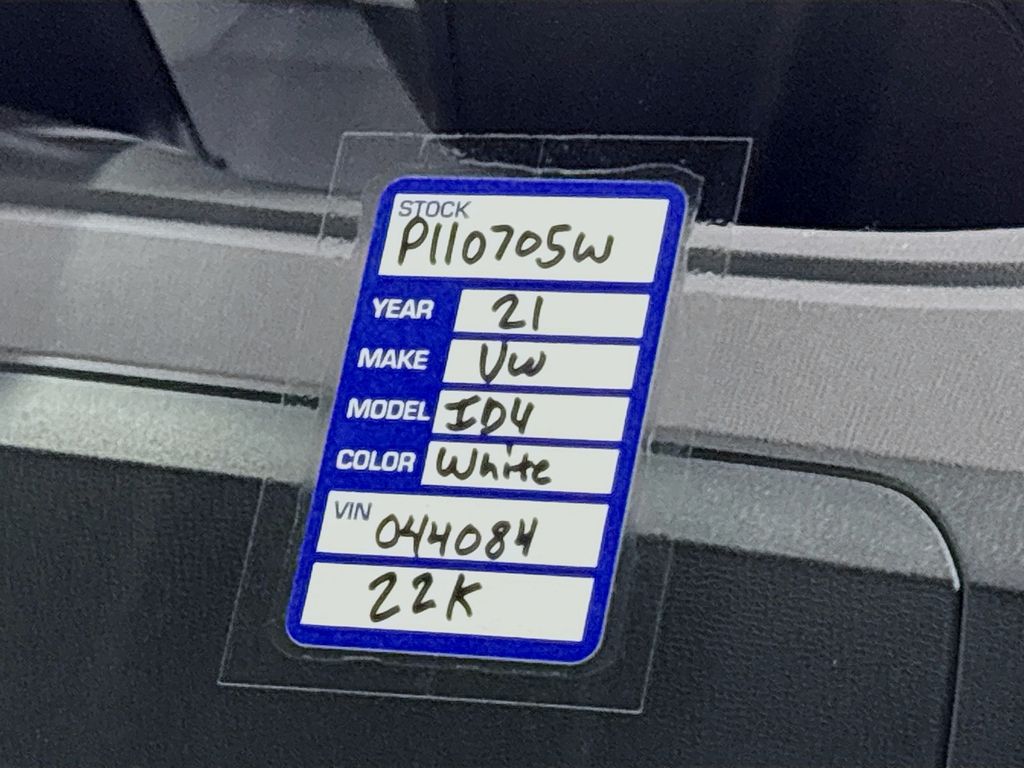 STOCK
P110705W
YEAR 21
MAKE VW
MODEL ID4
COLOR White
VIN 044084
22K